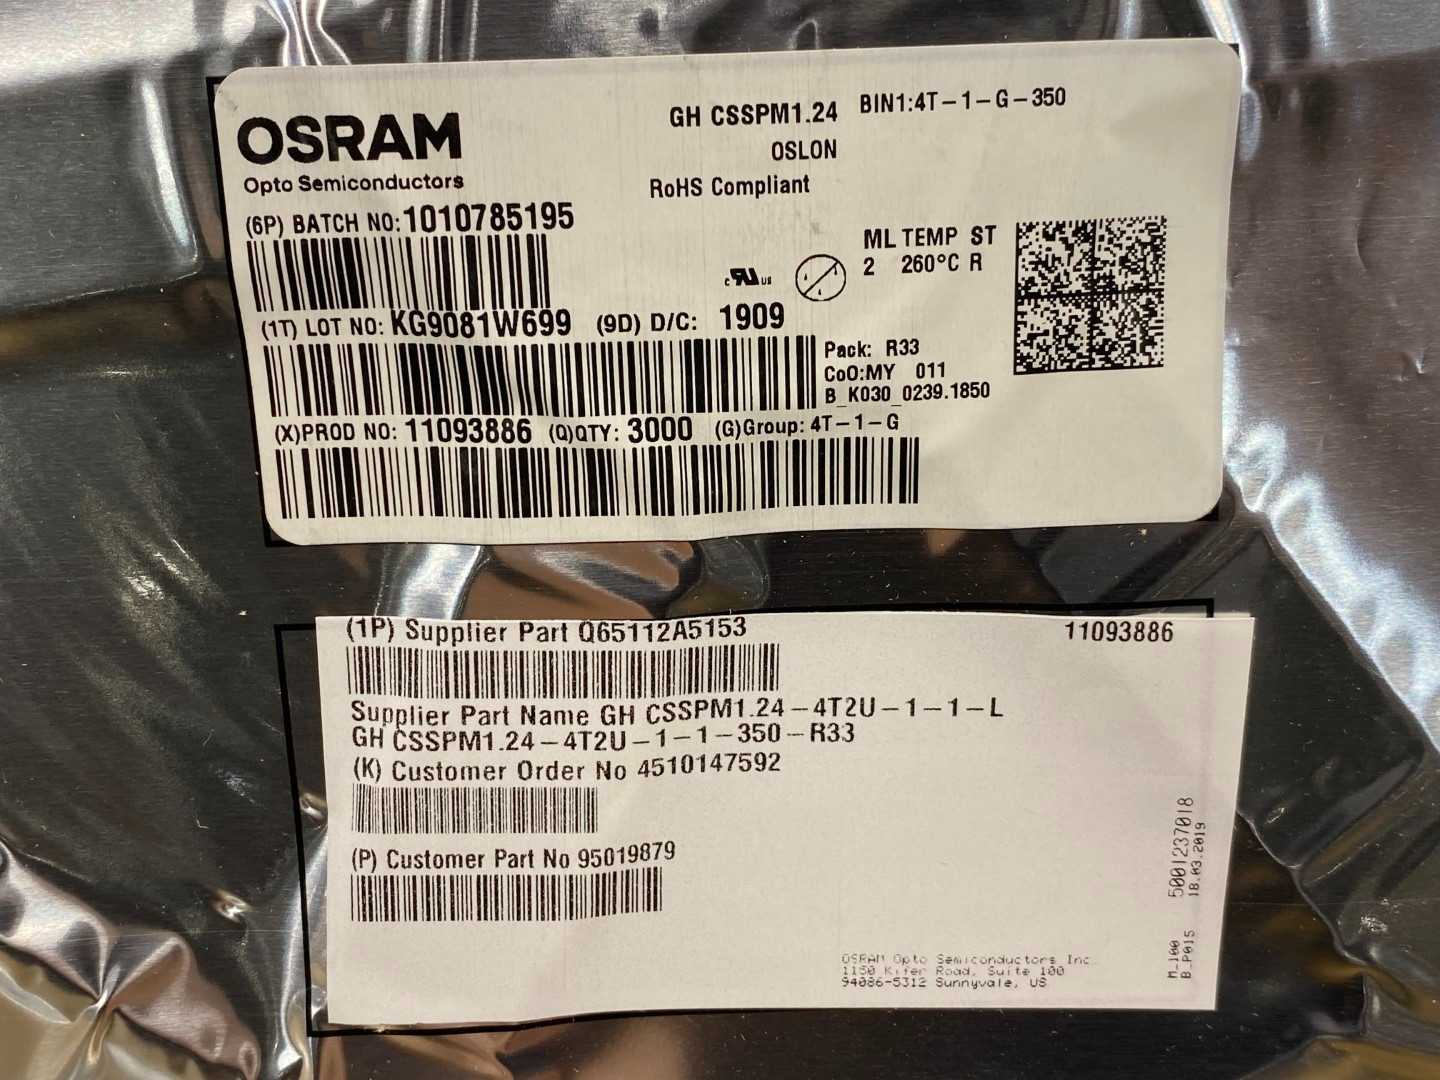 OSRAM
Opto Semiconductors
GH CSSPM1.24
BIN1:4T-1-G-350
OSLON
RoHS Compliant
(6P) BATCH NO:1010785195
ML TEMP ST
2 260°C R
c RU us
(1T) LOT NO: KG9081W699 (9D) D/C: 1909
Pack: R33
CoO:MY 011
B_K030_0239.1850
(X)PROD NO: 11093886 (Q)QTY: 3000 (G)Group: 4T-1-G
(1P) Supplier Part Q65112A5153
11093886
Supplier Part Name GH CSSPM1.24-4T2U-1-1-L
GH CSSPM1.24-4T2U-1-1-350-R33
(K) Customer Order No 4510147592
(P) Customer Part No 95019879
OSRAM Opto Semiconductors Inc.
1150 Kifer Road, Suite 100
94086-5312 Sunnyvale, US
M-100 5001237018
B_P015 18.03.2019